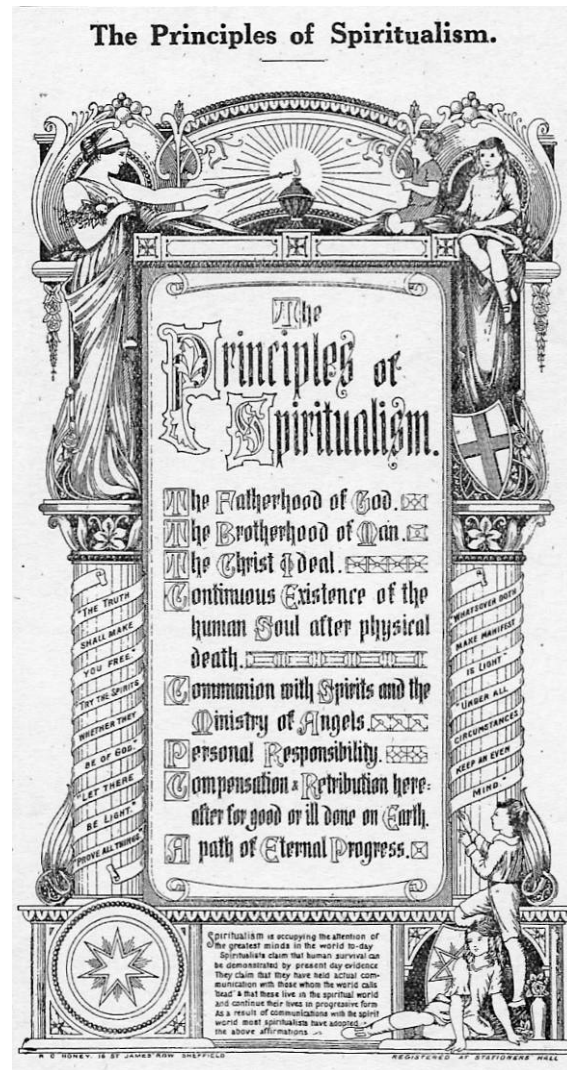 The Principles of Spiritualism.
The
Principles of
Spiritualism.
The Fatherhood of God.
The Brotherhood of Man.
The Christ Ideal.
Continuous Existence of the
human Soul after physical
death.
Communion with Spirits and the
Ministry of Angels.
Personal Responsibility.
Compensation & Retribution here-
after for good or ill done on Earth.
A path of Eternal Progress.
"THE TRUTH
SHALL MAKE
YOU FREE."
"TRY THE SPIRITS
WHETHER THEY
BE OF GOD."
"LET THERE
BE LIGHT."
"PROVE ALL THINGS"
"WHATSOEVER DOTH
MAKE MANIFEST
IS LIGHT"
"UNDER ALL
CIRCUMSTANCES
KEEP AN EVEN
MIND."
Spiritualism is occupying the attention of
the greatest minds in the world to-day
Spiritualists claim that human survival can
be demonstrated by present day evidence
They claim that they have held actual com-
munication with those whom the world calls
"dead" & that these live in the spiritual world
and continue their lives in progressive form
As a result of communications with the spirit
world most spiritualists have adopted
the above affirmations
R C HONEY. 16 ST JAMES' ROW SHEFFIELD
REGISTERED AT STATIONERS HALL